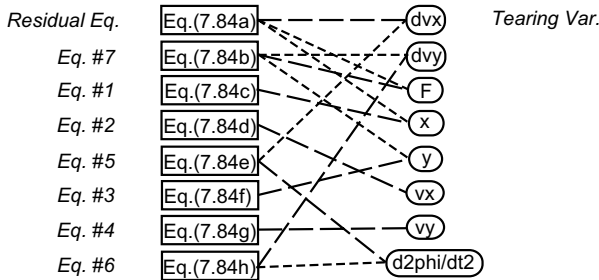 Residual Eq. Eq.(7.84a) dvx Tearing Var.
Eq. #7 Eq.(7.84b) dvy
Eq. #1 Eq.(7.84c) F
Eq. #2 Eq.(7.84d) x
Eq. #5 Eq.(7.84e) y
Eq. #3 Eq.(7.84f) vx
Eq. #4 Eq.(7.84g) vy
Eq. #6 Eq.(7.84h) d2phi/dt2